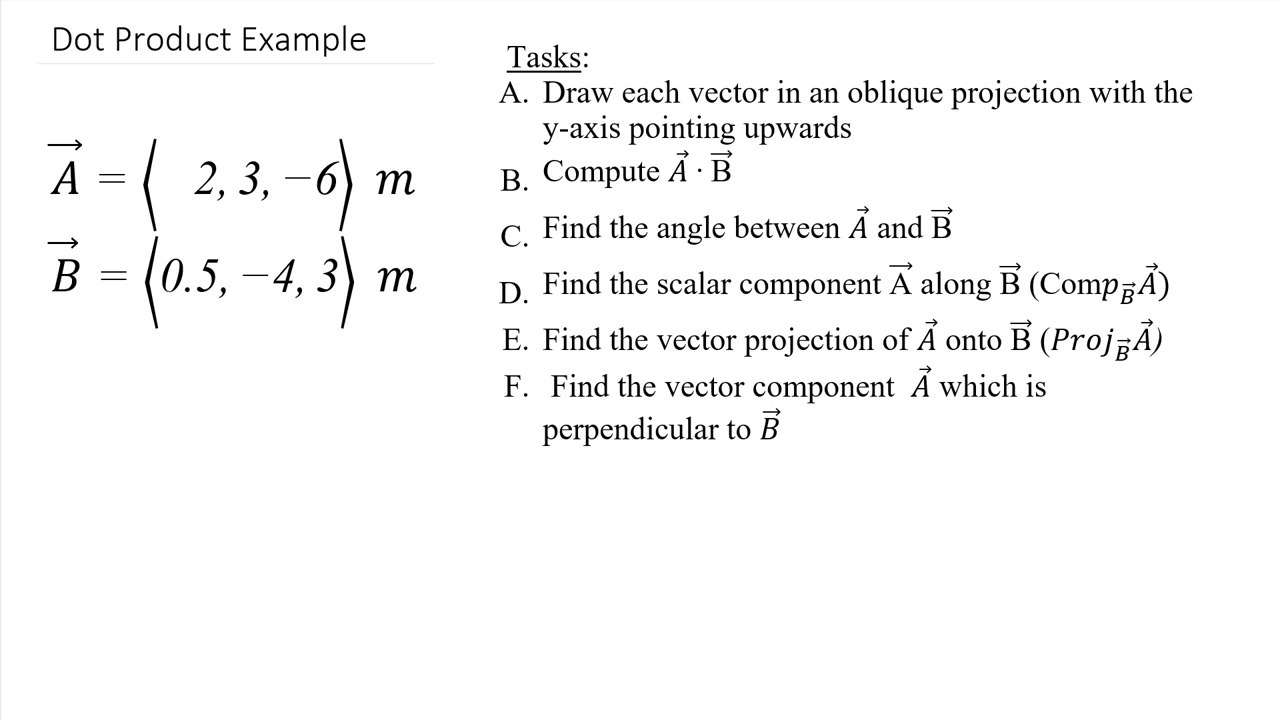 Dot Product Example
Tasks:
A. Draw each vector in an oblique projection with the
y-axis pointing upwards
B. Compute A⃗ · B⃗
C. Find the angle between A⃗ and B⃗
D. Find the scalar component A⃗ along B⃗ (Comp_B⃗ A⃗)
E. Find the vector projection of A⃗ onto B⃗ (Proj_B⃗ A⃗)
F. Find the vector component A⃗ which is
perpendicular to B⃗
A⃗ = ⟨ 2, 3, −6⟩ m
B⃗ = ⟨0.5, −4, 3⟩ m